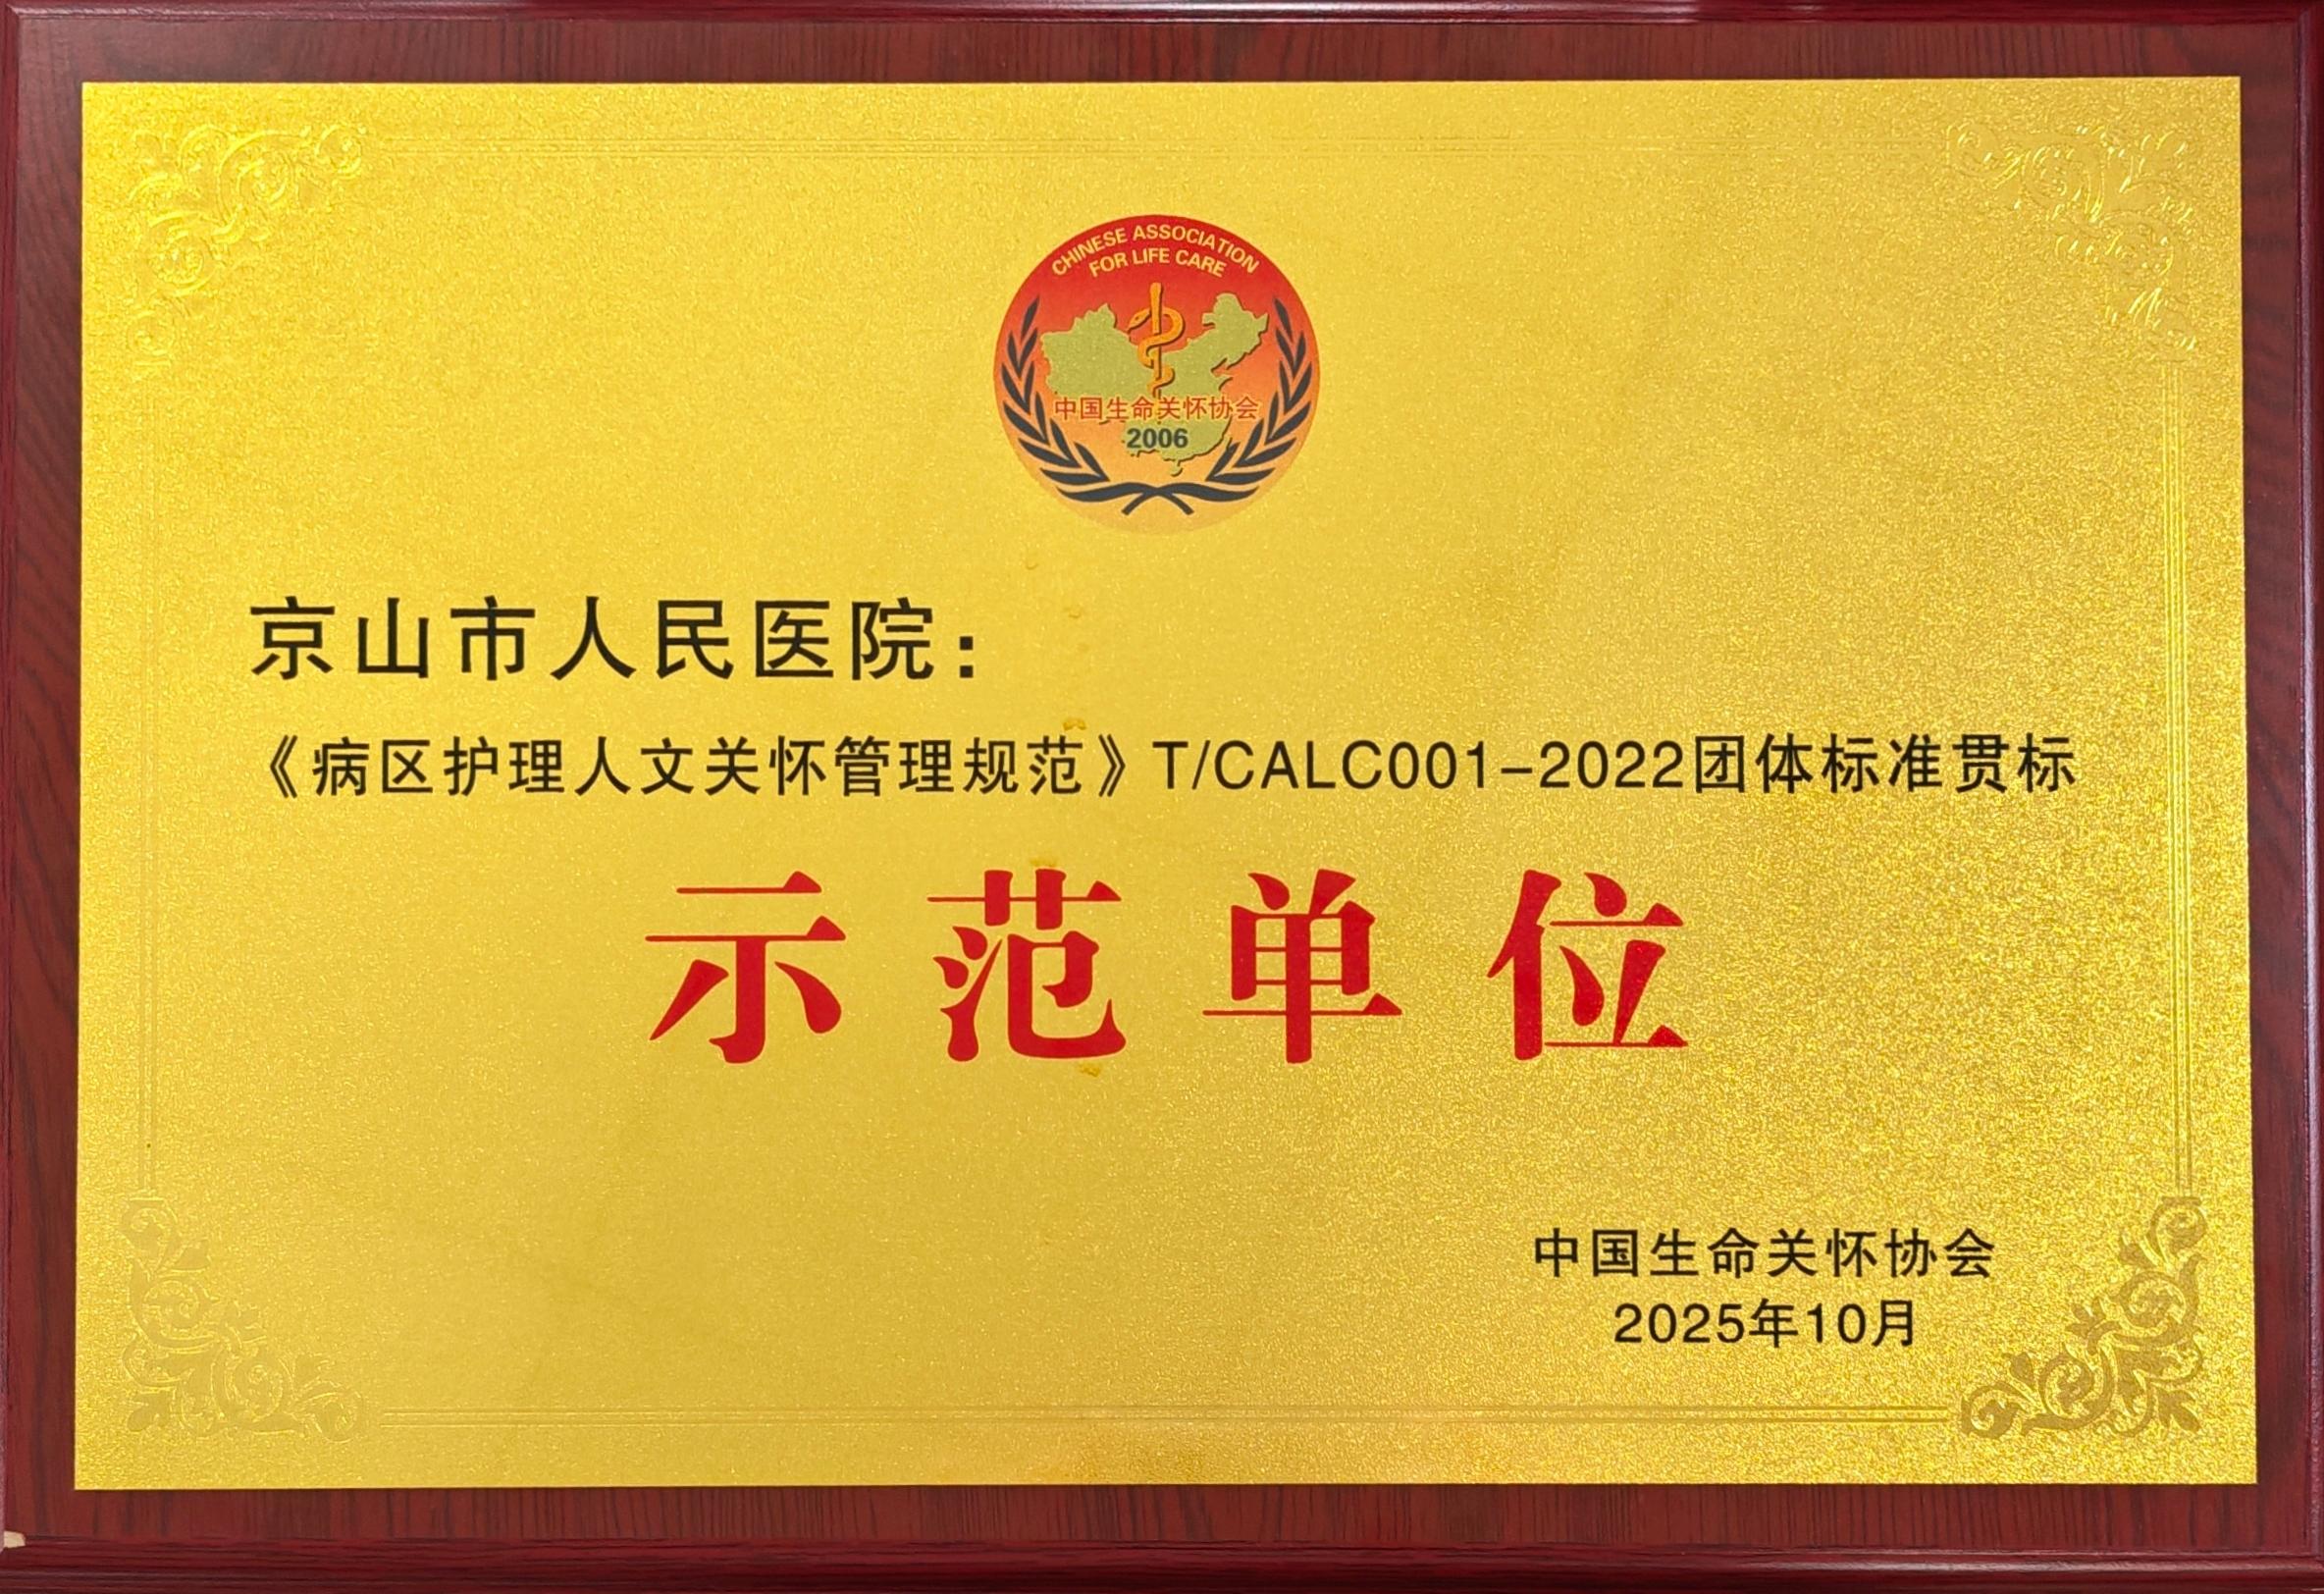 CHINESE ASSOCIATION
FOR LIFE CARE
中国生命关怀协会
2006
京山市人民医院：
《病区护理人文关怀管理规范》T/CALC001-2022团体标准贯标
示范单位
中国生命关怀协会
2025年10月